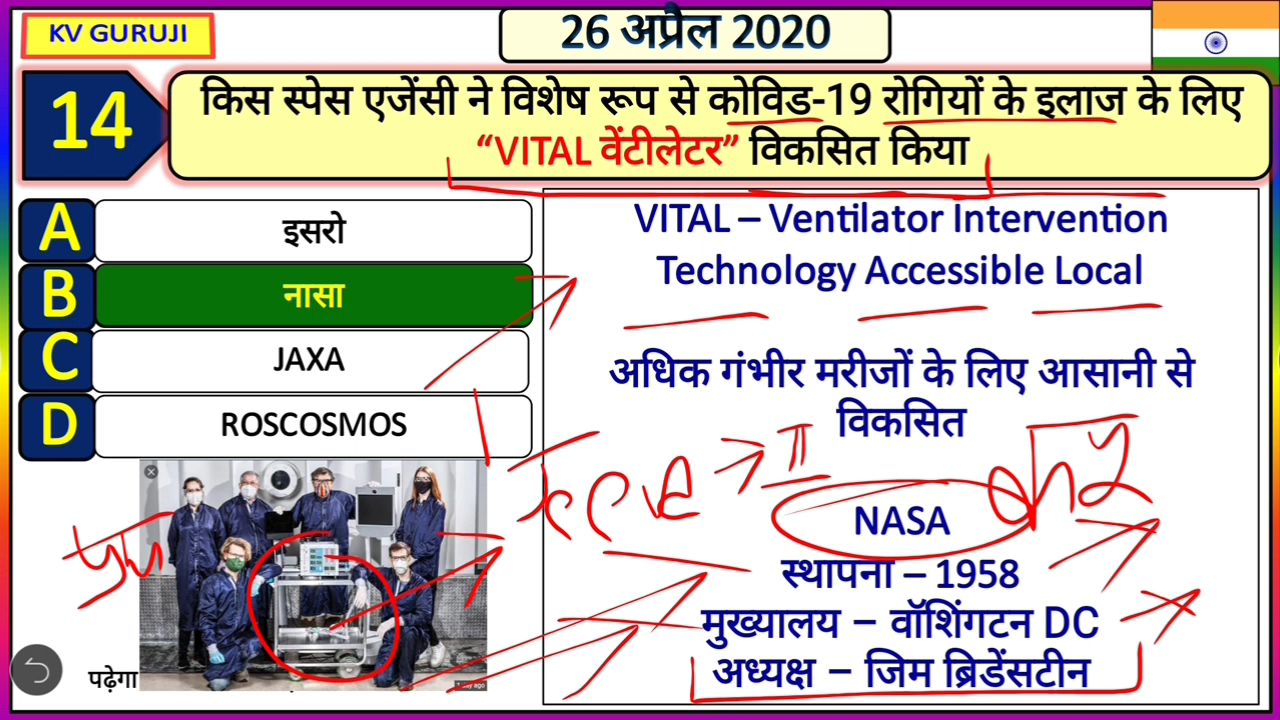 KV GURUJI
26 अप्रैल 2020
14
किस स्पेस एजेंसी ने विशेष रूप से कोविड-19 रोगियों के इलाज के लिए
“VITAL वेंटीलेटर” विकसित किया
A
इसरो
B
नासा
C
JAXA
D
ROSCOSMOS
VITAL – Ventilator Intervention
Technology Accessible Local
अधिक गंभीर मरीजों के लिए आसानी से
विकसित
NASA
स्थापना – 1958
मुख्यालय – वॉशिंगटन DC
अध्यक्ष – जिम ब्रिडेंसटीन
पढ़ेगा